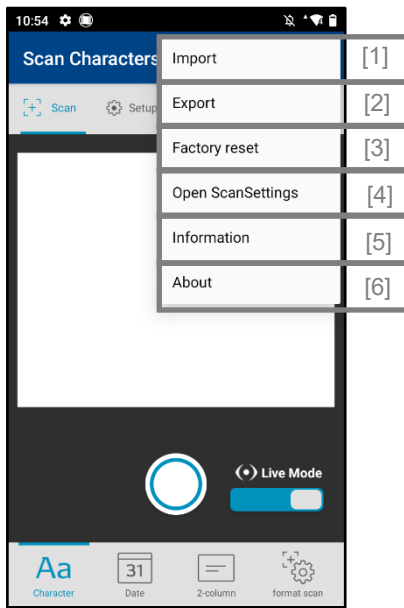 10:54
Scan Characters
Import [1]
Scan Setup
Export [2]
Factory reset [3]
Open ScanSettings [4]
Information [5]
About [6]
Live Mode
Aa 31
Character Date 2-column format scan